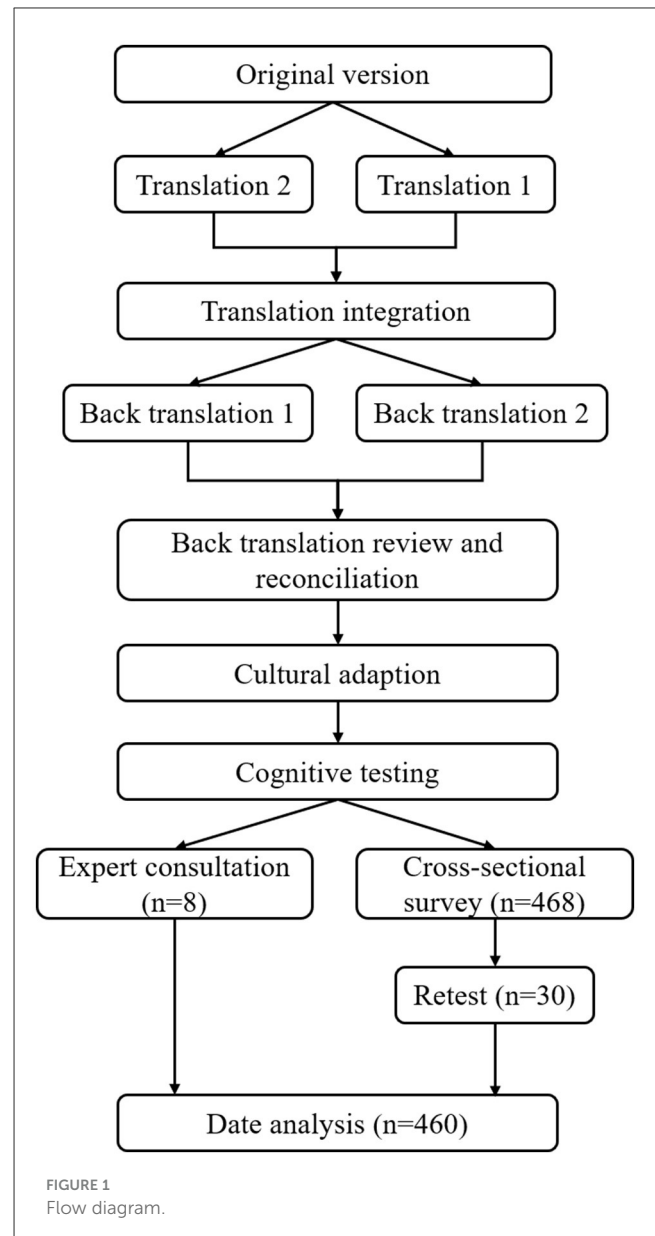 Original version
Translation 2
Translation 1
Translation integration
Back translation 1
Back translation 2
Back translation review and
reconciliation
Cultural adaption
Cognitive testing
Expert consultation
(n=8)
Cross-sectional
survey (n=468)
Retest (n=30)
Date analysis (n=460)
FIGURE 1
Flow diagram.